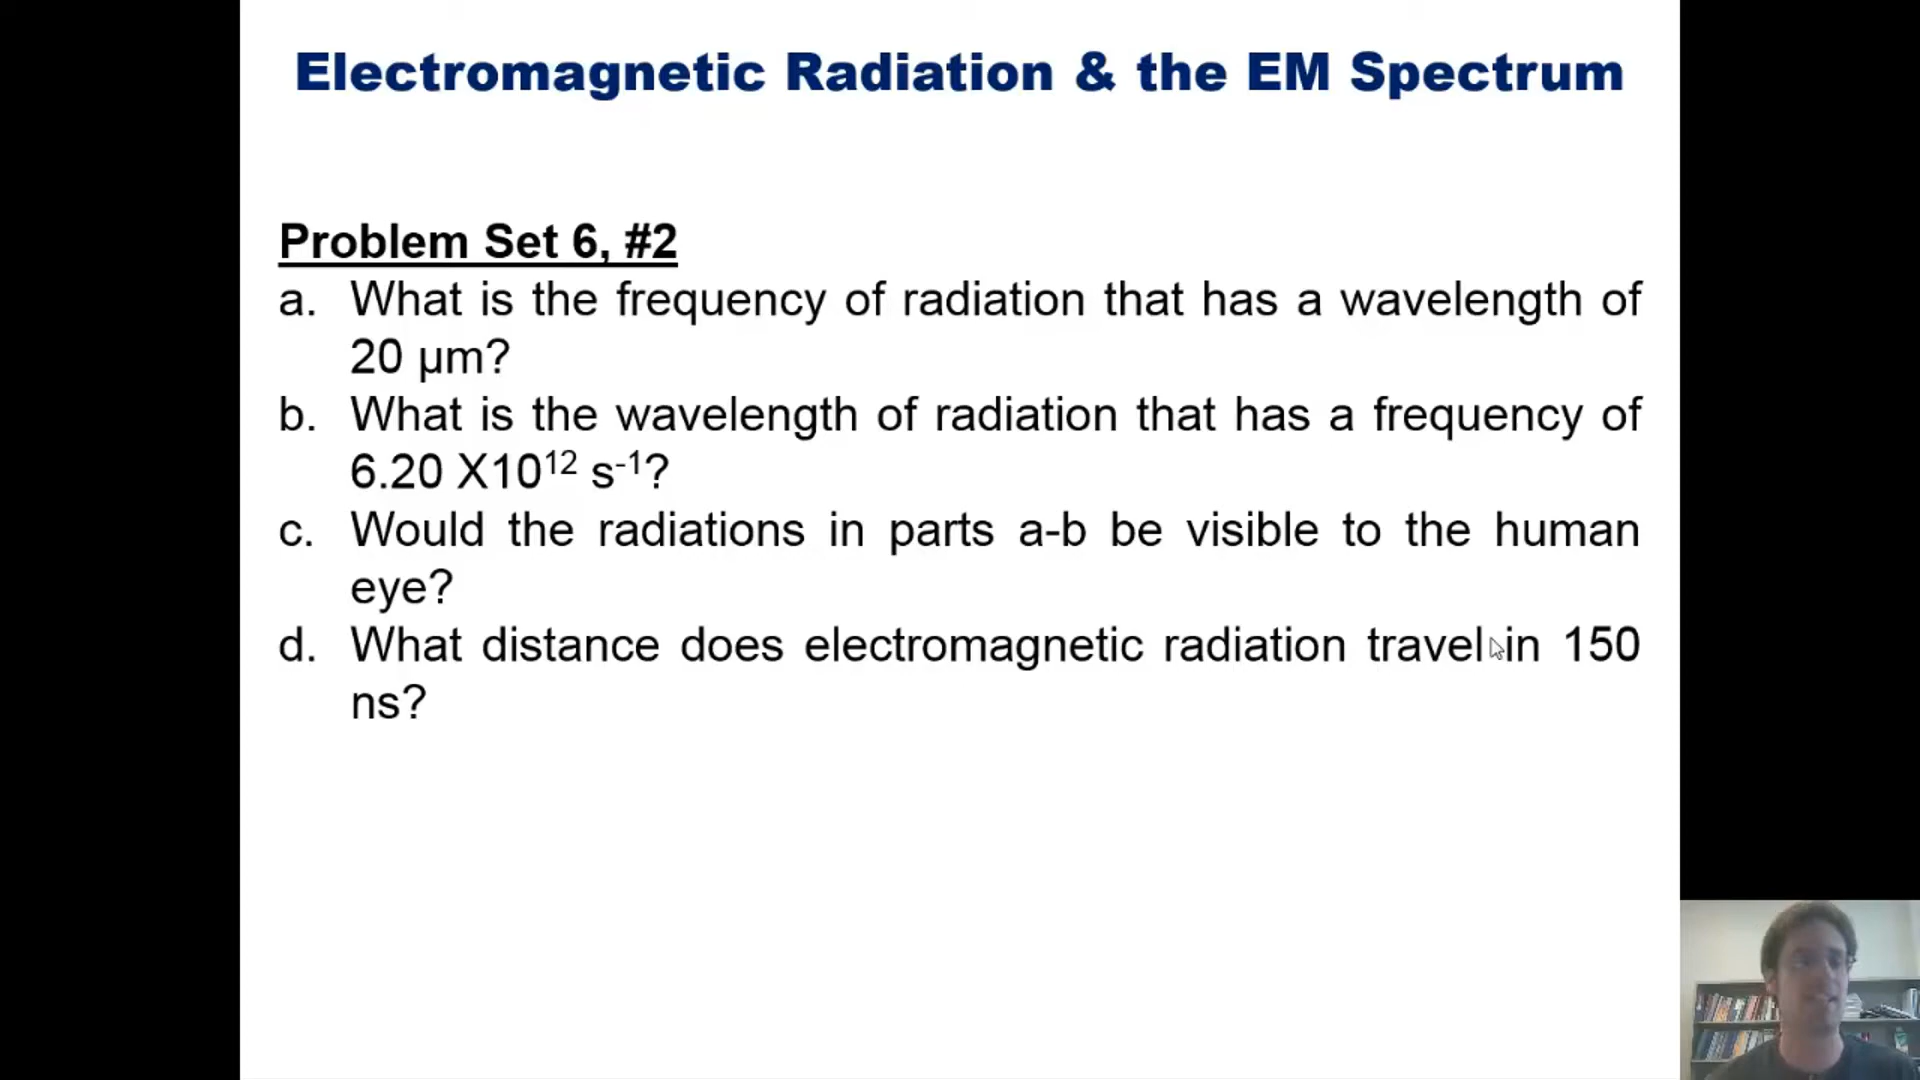 Electromagnetic Radiation & the EM Spectrum
Problem Set 6, #2
a. What is the frequency of radiation that has a wavelength of
20 μm?
b. What is the wavelength of radiation that has a frequency of
6.20 X10¹² s⁻¹?
c. Would the radiations in parts a-b be visible to the human
eye?
d. What distance does electromagnetic radiation travel in 150
ns?